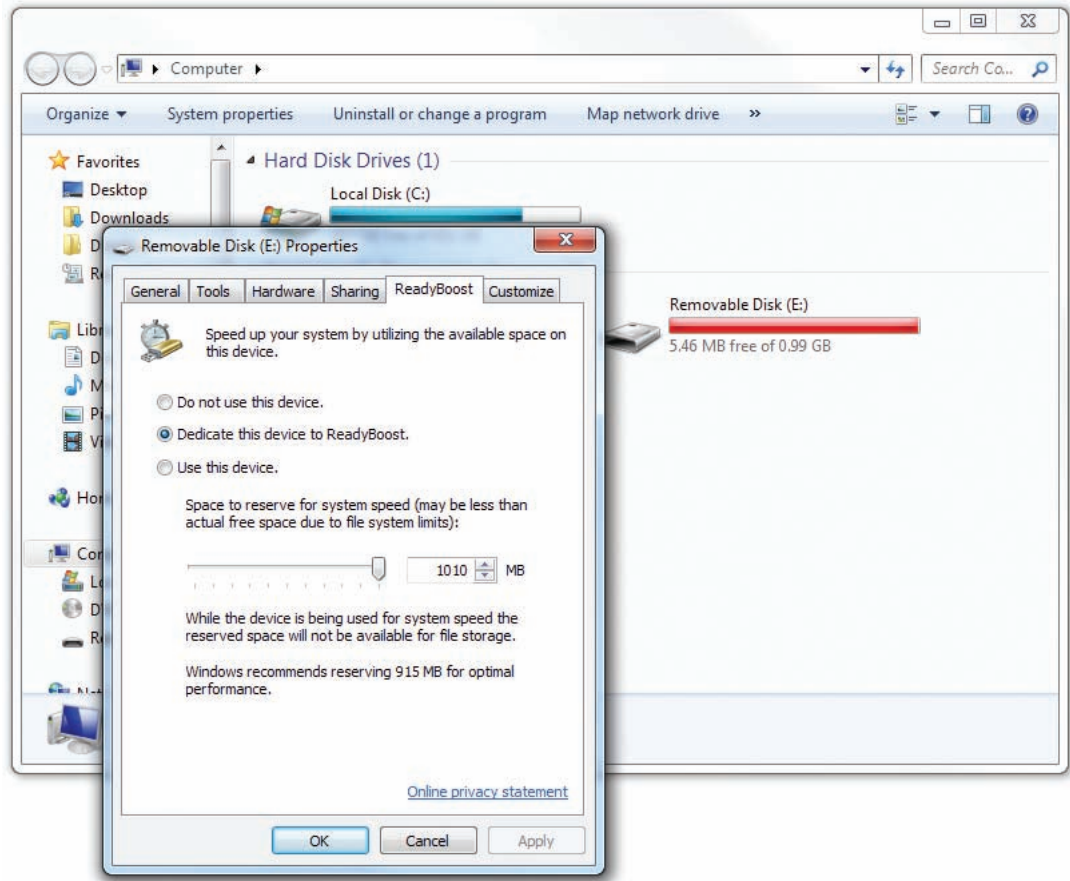 Computer
Search Co...
Organize
System properties
Uninstall or change a program
Map network drive
»
Favorites
Desktop
Downloads
Hard Disk Drives (1)
Local Disk (C:)
Removable Disk (E:)
5.46 MB free of 0.99 GB
Removable Disk (E:) Properties
General
Tools
Hardware
Sharing
ReadyBoost
Customize
Speed up your system by utilizing the available space on
this device.
Do not use this device.
Dedicate this device to ReadyBoost.
Use this device.
Space to reserve for system speed (may be less than
actual free space due to file system limits):
1010 MB
While the device is being used for system speed the
reserved space will not be available for file storage.
Windows recommends reserving 915 MB for optimal
performance.
Online privacy statement
OK
Cancel
Apply